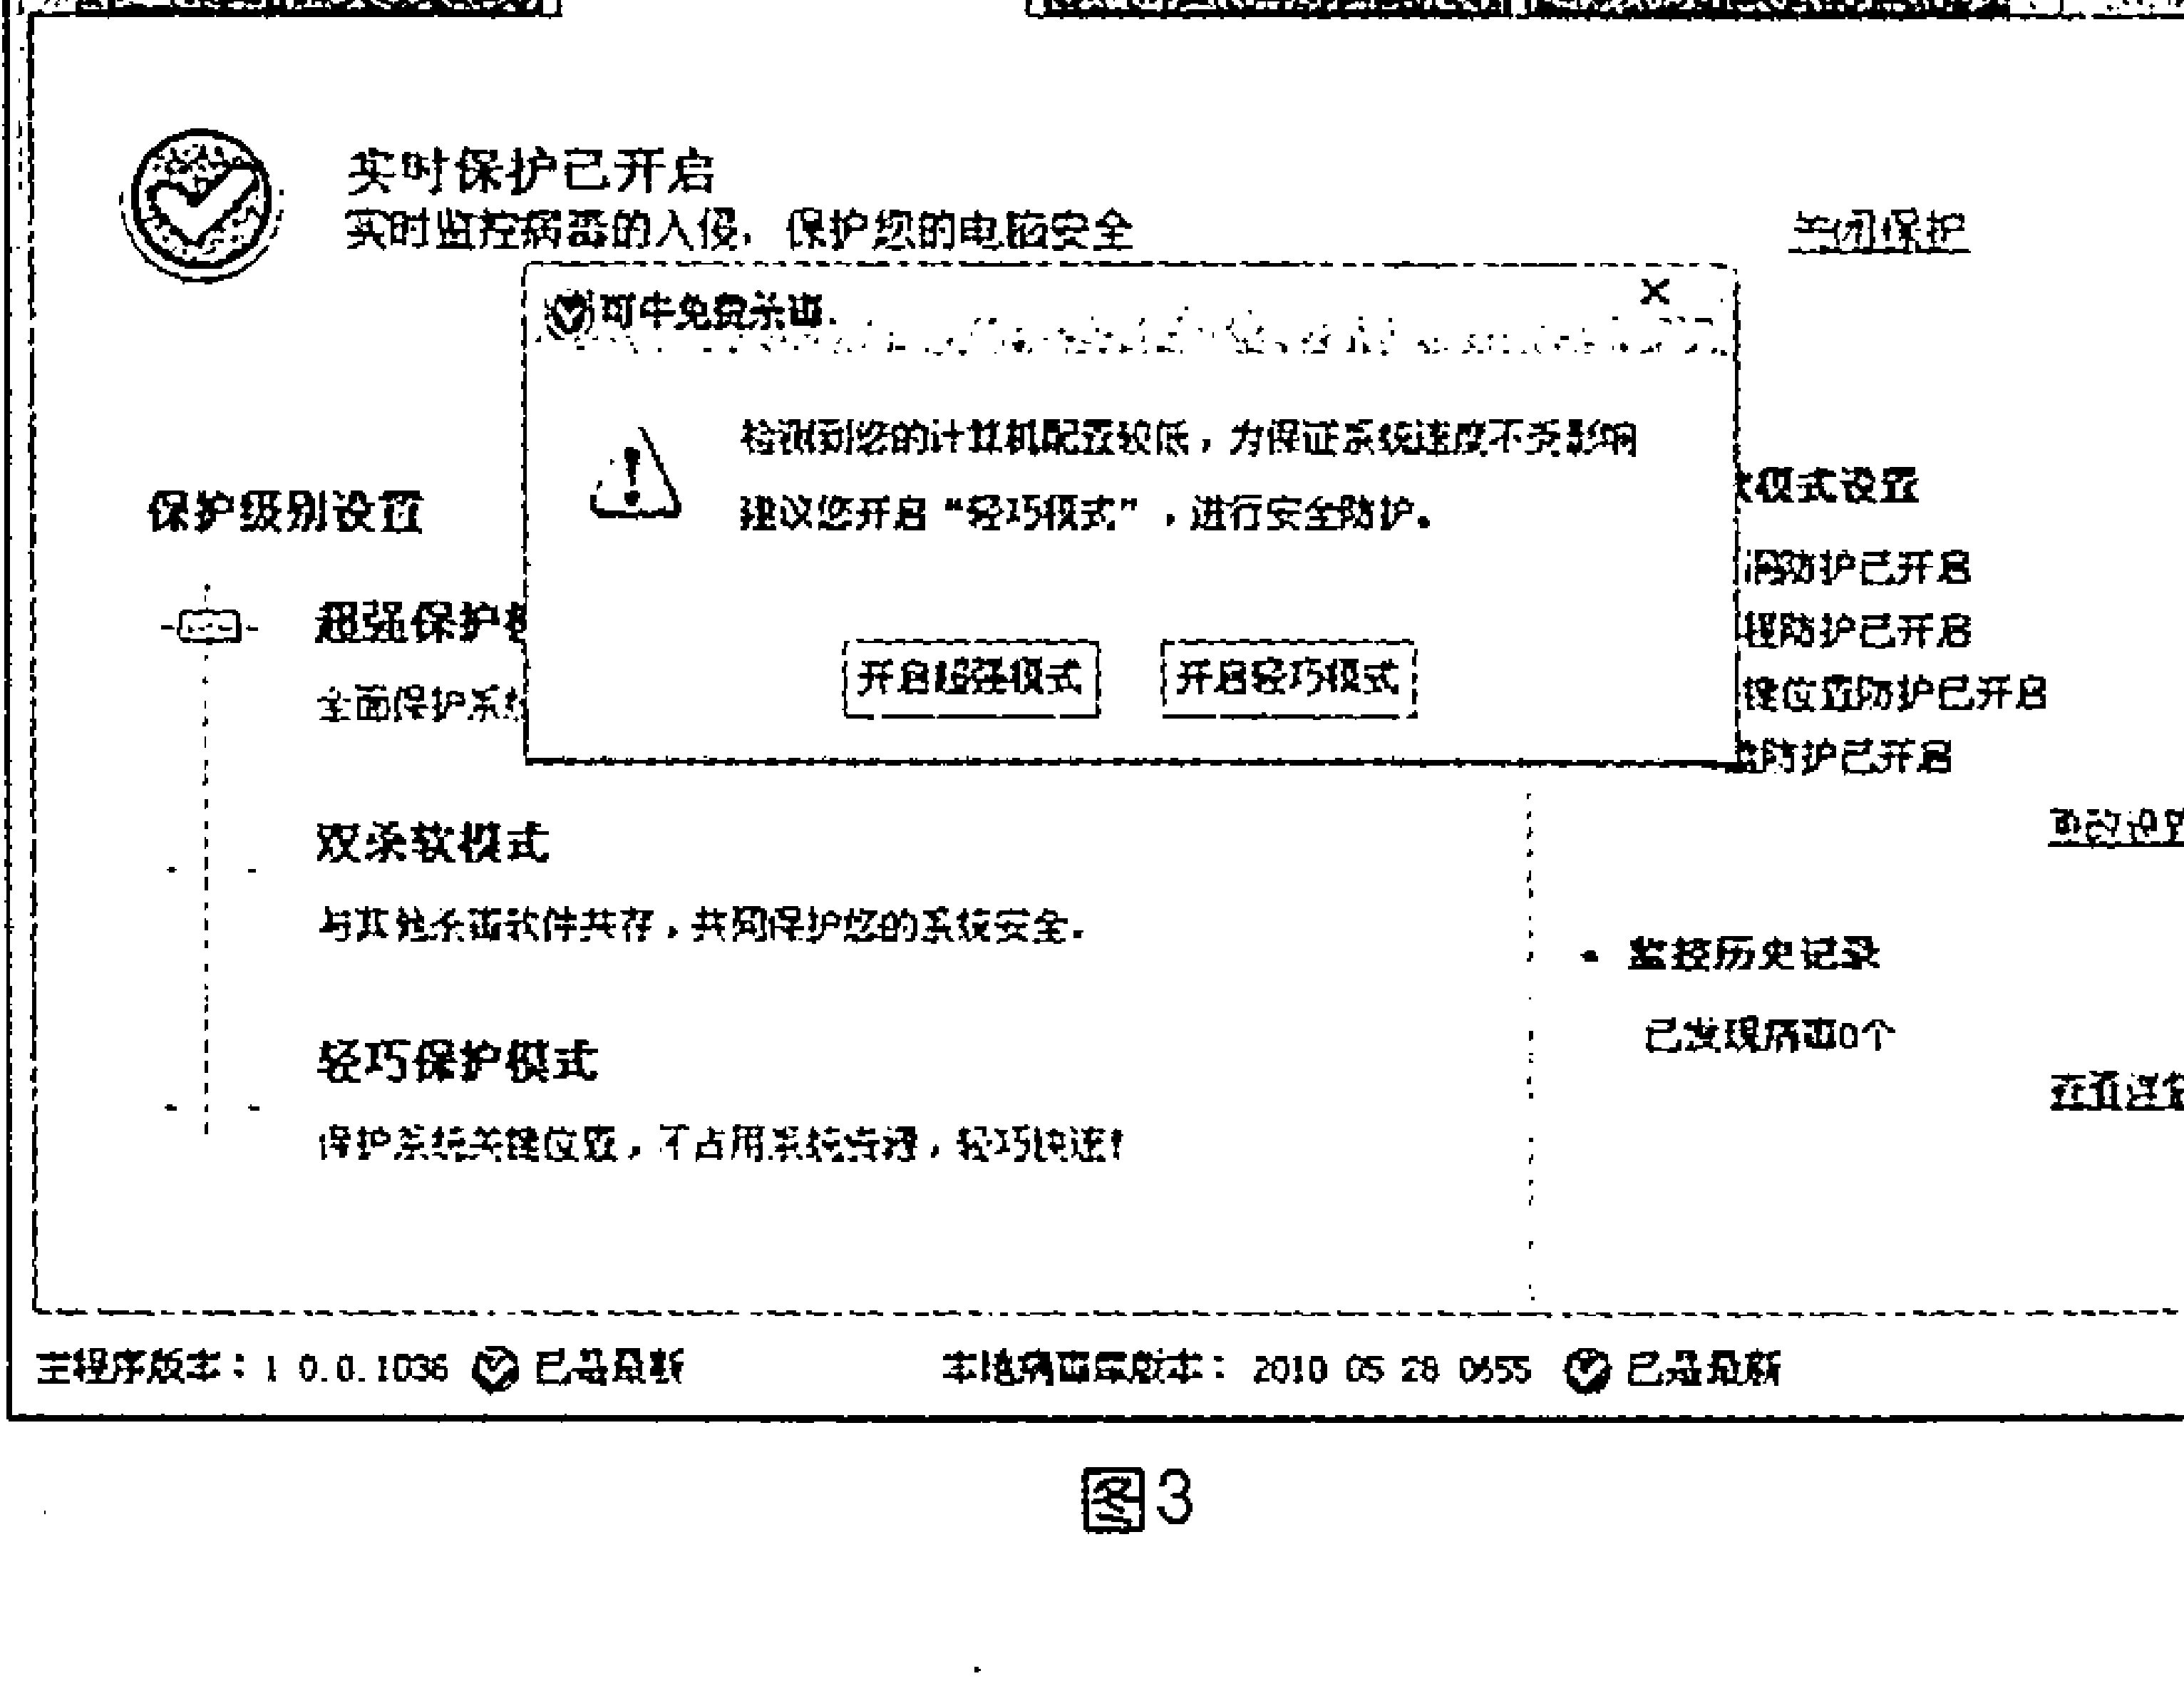 实时保护已开启
实时监控病毒的入侵，保护您的电脑安全
关闭保护
可牛免费杀毒
检测到您的计算机配置较低，为保证系统速度不受影响
建议您开启“轻巧模式”，进行安全防护。
开启超强模式
开启轻巧模式
保护级别设置
超强保护
全面保护系统
双杀软模式
与其他杀毒软件共存，共同保护您的系统安全.
轻巧保护模式
保护系统关键位置，不占用系统资源，轻巧快速！
模式设置
防护已开启
程防护已开启
键位置防护已开启
防护已开启
更改设置
监控历史记录
已发现病毒0个
查看详
主程序版本：1 0.0.1036 已是最新
本地病毒库版本： 2010 05 28 0655 已是最新
图3